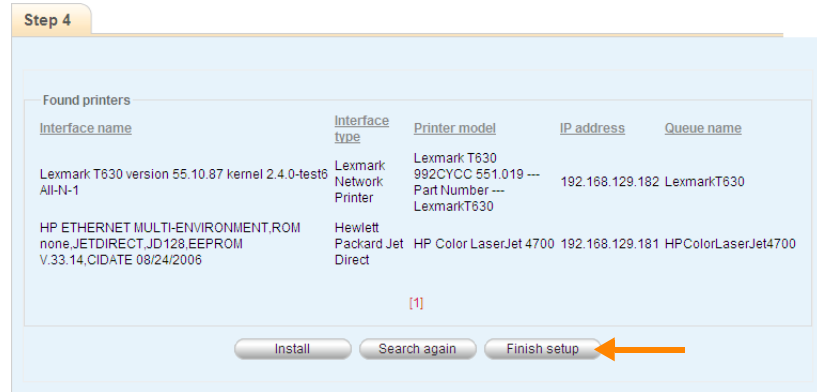 Step 4
Found printers
Interface name
Interface
type
Printer model
IP address
Queue name
Lexmark T630 version 55.10.87 kernel 2.4.0-test6
All-N-1
Lexmark
Network
Printer
Lexmark T630
992CYCC 551.019 ---
Part Number ---
LexmarkT630
192.168.129.182
LexmarkT630
HP ETHERNET MULTI-ENVIRONMENT,ROM
none,JETDIRECT,JD128,EEPROM
V.33.14,CIDATE 08/24/2006
Hewlett
Packard Jet
Direct
HP Color LaserJet 4700
192.168.129.181
HPColorLaserJet4700
[1]
Install
Search again
Finish setup